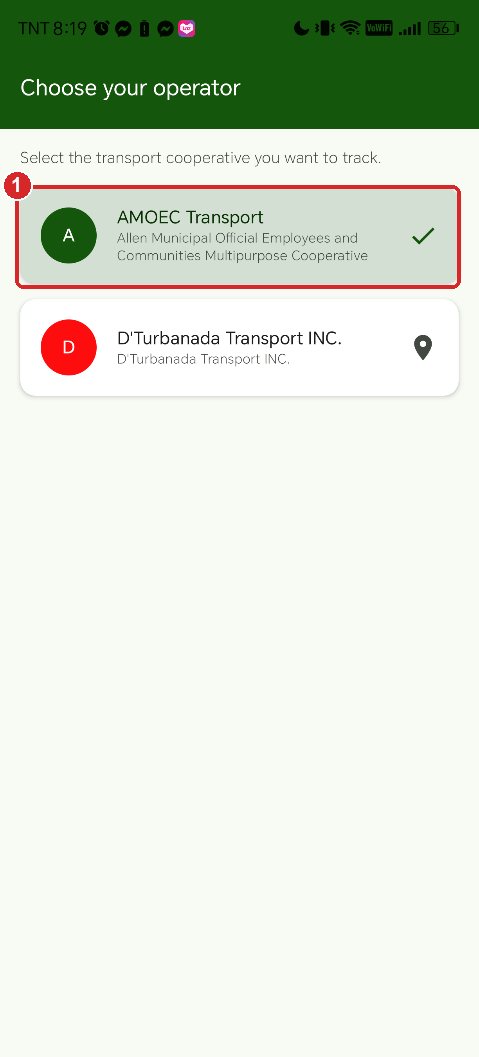 TNT 8:19 VoWiFi 56
Choose your operator
Select the transport cooperative you want to track.
1
A
AMOEC Transport
Allen Municipal Official Employees and
Communities Multipurpose Cooperative
D
D'Turbanada Transport INC.
D'Turbanada Transport INC.